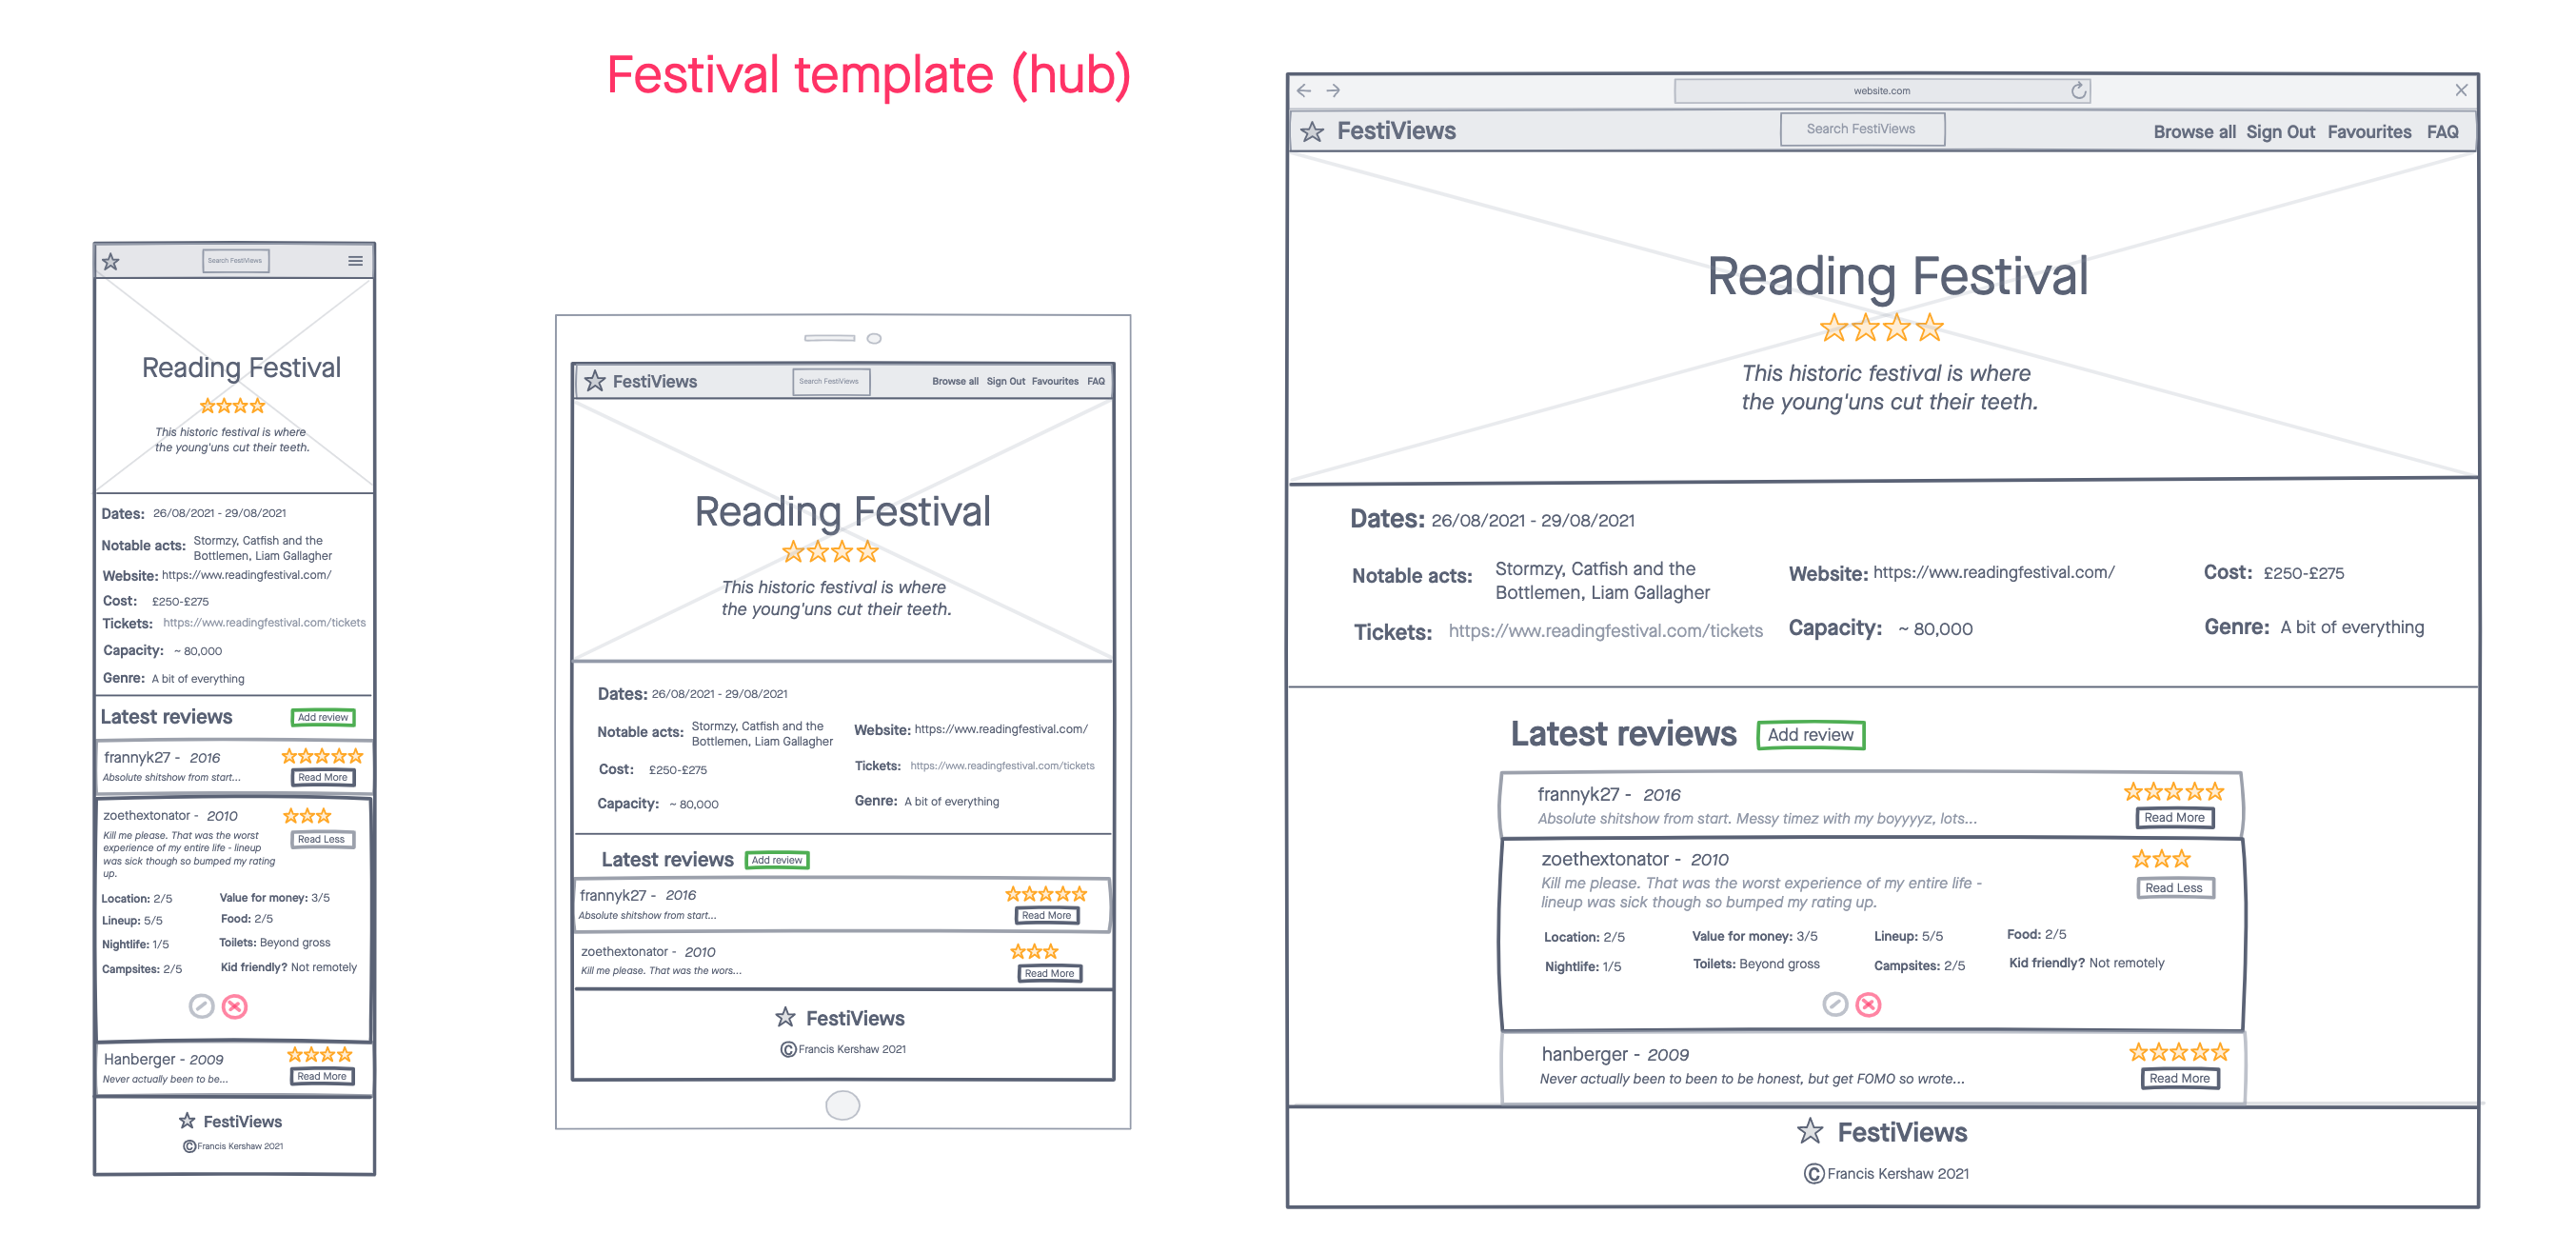 Festival template (hub)
Search FestiViews
Reading Festival
This historic festival is where
the young'uns cut their teeth.
Dates: 26/08/2021 - 29/08/2021
Notable acts: Stormzy, Catfish and the
Bottlemen, Liam Gallagher
Website: https://www.readingfestival.com/
Cost: £250-£275
Tickets: https://www.readingfestival.com/tickets
Capacity: ~ 80,000
Genre: A bit of everything
Latest reviews Add review
frannyk27 - 2016
Absolute shitshow from start... Read More
zoethextonator - 2010
Kill me please. That was the worst Read Less
experience of my entire life - lineup
was sick though so bumped my rating
up.
Location: 2/5 Value for money: 3/5
Lineup: 5/5 Food: 2/5
Nightlife: 1/5 Toilets: Beyond gross
Campsites: 2/5 Kid friendly? Not remotely
Hanberger - 2009
Never actually been to be... Read More
FestiViews
©Francis Kershaw 2021
FestiViews Search FestiViews Browse all Sign Out Favourites FAQ
Reading Festival
This historic festival is where
the young'uns cut their teeth.
Dates: 26/08/2021 - 29/08/2021
Notable acts: Stormzy, Catfish and the
Bottlemen, Liam Gallagher
Website: https://www.readingfestival.com/
Cost: £250-£275
Tickets: https://www.readingfestival.com/tickets
Capacity: ~ 80,000
Genre: A bit of everything
Latest reviews Add review
frannyk27 - 2016
Absolute shitshow from start... Read More
zoethextonator - 2010
Kill me please. That was the wors... Read More
FestiViews
©Francis Kershaw 2021
website.com
FestiViews Search FestiViews Browse all Sign Out Favourites FAQ
Reading Festival
This historic festival is where
the young'uns cut their teeth.
Dates: 26/08/2021 - 29/08/2021
Notable acts: Stormzy, Catfish and the
Bottlemen, Liam Gallagher
Website: https://www.readingfestival.com/
Cost: £250-£275
Tickets: https://www.readingfestival.com/tickets
Capacity: ~ 80,000
Genre: A bit of everything
Latest reviews Add review
frannyk27 - 2016
Absolute shitshow from start. Messy timez with my boyyyyz, lots... Read More
zoethextonator - 2010
Kill me please. That was the worst experience of my entire life - Read Less
lineup was sick though so bumped my rating up.
Location: 2/5 Value for money: 3/5 Lineup: 5/5 Food: 2/5
Nightlife: 1/5 Toilets: Beyond gross Campsites: 2/5 Kid friendly? Not remotely
hanberger - 2009
Never actually been to been to be honest, but get FOMO so wrote... Read More
FestiViews
©Francis Kershaw 2021